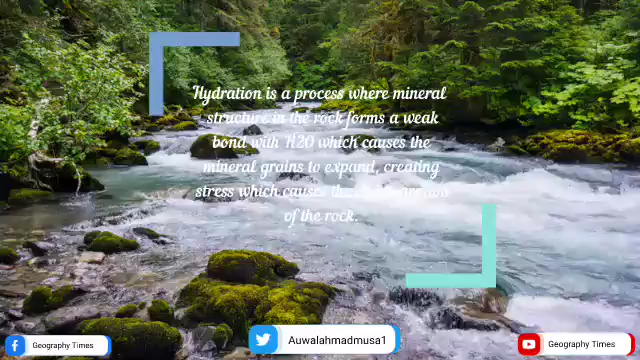 Hydration is a process where mineral
structure in the rock forms a weak
bond with H2O which causes the
mineral grains to expand, creating
stress which causes the
of the rock.
Geography Times
Auwalahmadmusa1
Geography Times